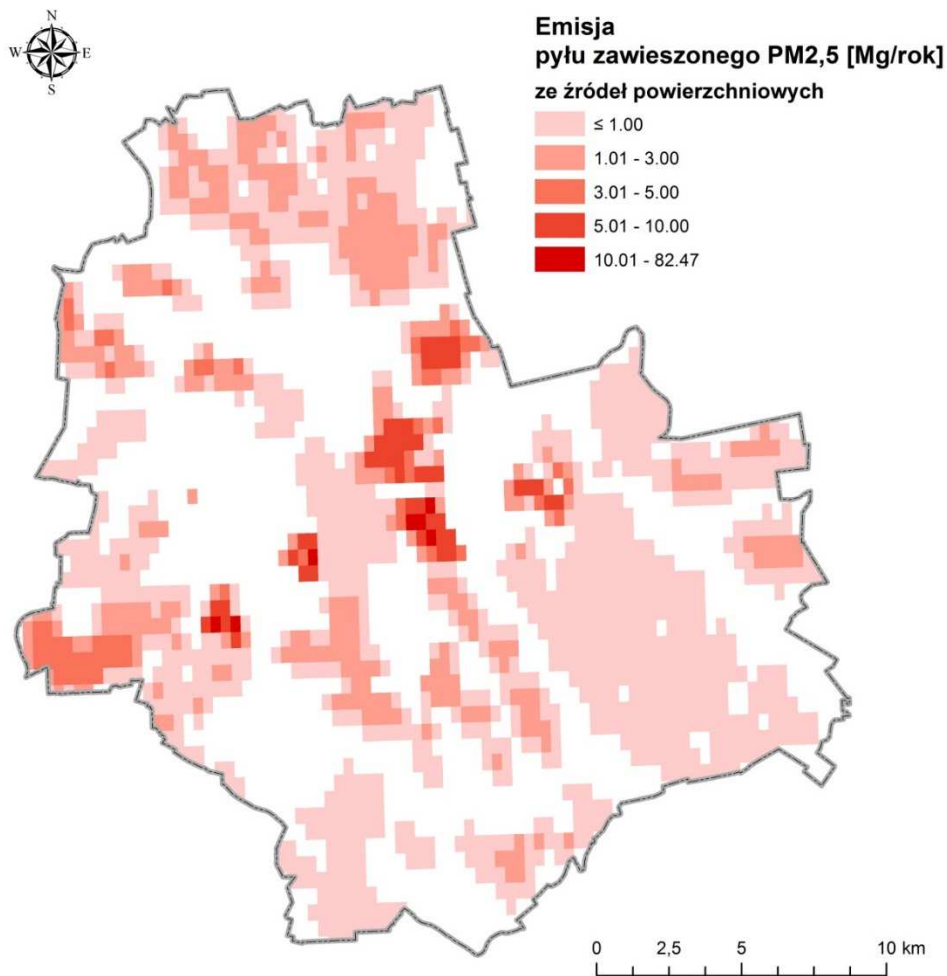 N
W E
S
Emisja
pyłu zawieszonego PM2,5 [Mg/rok]
ze źródeł powierzchniowych
≤ 1.00
1.01 - 3.00
3.01 - 5.00
5.01 - 10.00
10.01 - 82.47
0 2,5 5 10 km